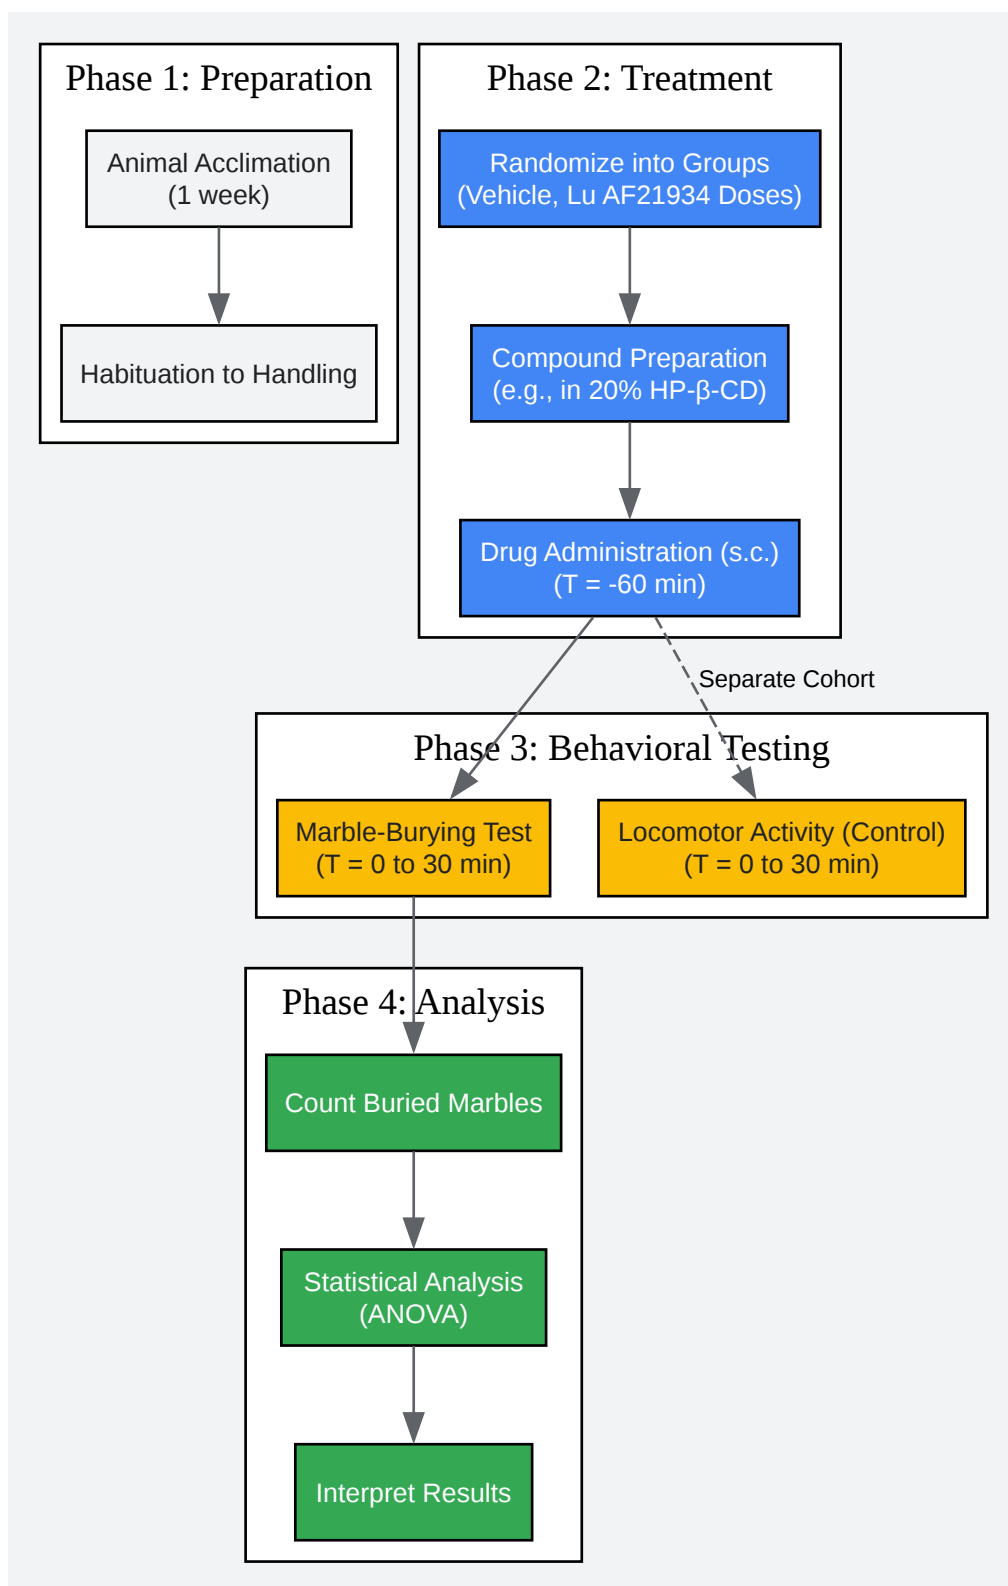 Phase 1: Preparation
Animal Acclimation
(1 week)
Habituation to Handling
Phase 2: Treatment
Randomize into Groups
(Vehicle, Lu AF21934 Doses)
Compound Preparation
(e.g., in 20% HP-β-CD)
Drug Administration (s.c.)
(T = -60 min)
Separate Cohort
Phase 3: Behavioral Testing
Marble-Burying Test
(T = 0 to 30 min)
Locomotor Activity (Control)
(T = 0 to 30 min)
Phase 4: Analysis
Count Buried Marbles
Statistical Analysis
(ANOVA)
Interpret Results